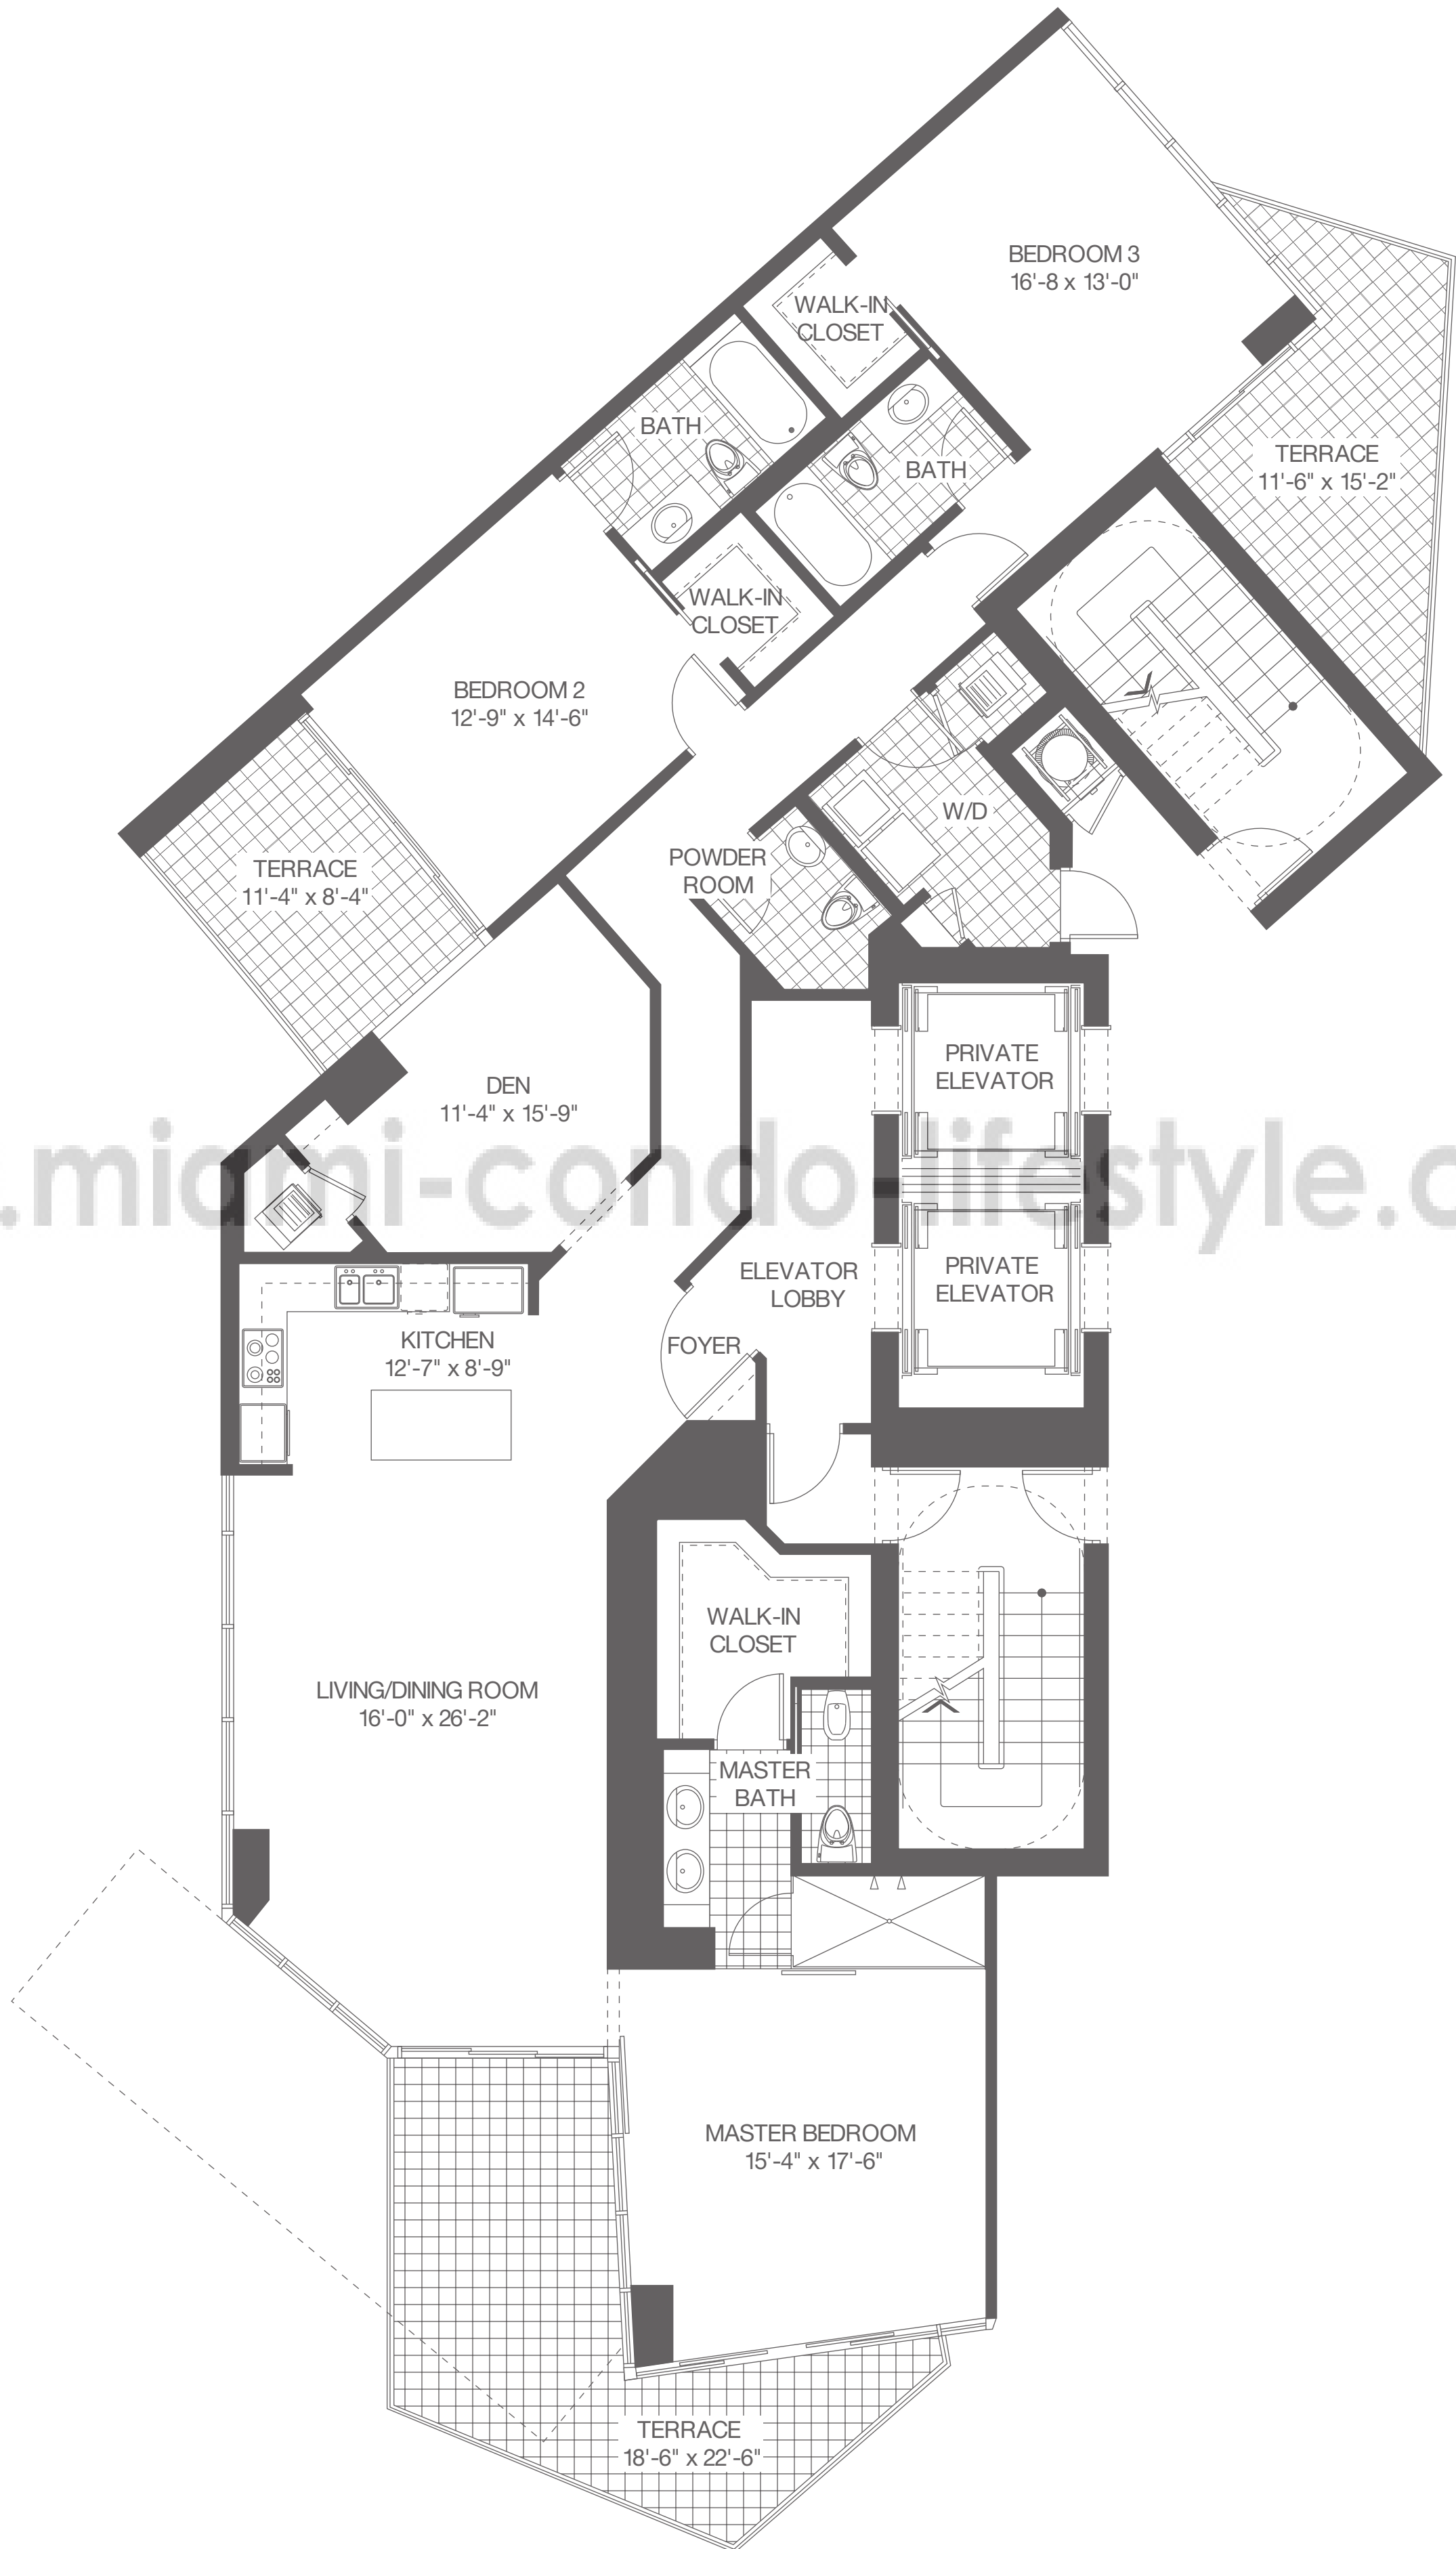 BEDROOM 3
16'-8 x 13'-0"
WALK-IN
CLOSET
BATH
BATH
TERRACE
11'-6" x 15'-2"
WALK-IN
CLOSET
BEDROOM 2
12'-9" x 14'-6"
W/D
POWDER
ROOM
TERRACE
11'-4" x 8'-4"
PRIVATE
ELEVATOR
DEN
11'-4" x 15'-9"
.miami-condo-lifestyle.c
PRIVATE
ELEVATOR
ELEVATOR
LOBBY
FOYER
KITCHEN
12'-7" x 8'-9"
WALK-IN
CLOSET
LIVING/DINING ROOM
16'-0" x 26'-2"
MASTER
BATH
MASTER BEDROOM
15'-4" x 17'-6"
TERRACE
18'-6" x 22'-6"